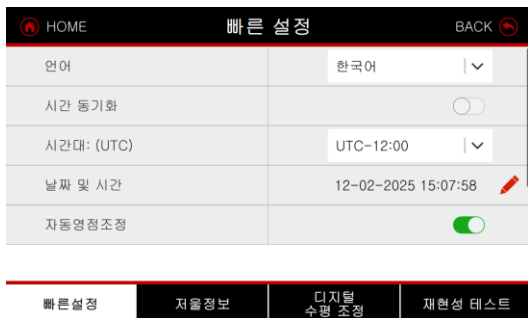 HOME 빠른 설정 BACK
언어 한국어
시간 동기화
시간대: (UTC) UTC-12:00
날짜 및 시간 12-02-2025 15:07:58
자동영점조정
빠른설정 저울정보 디지털 수평 조정 재현성 테스트